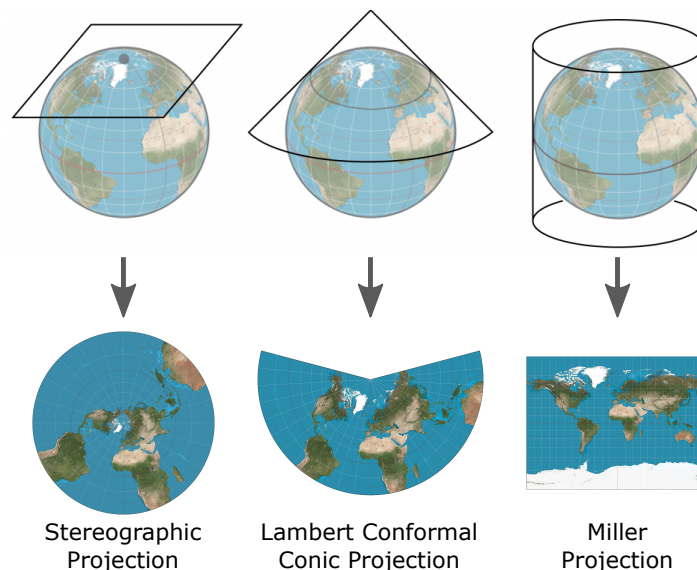 Stereographic
Projection
Lambert Conformal
Conic Projection
Miller
Projection